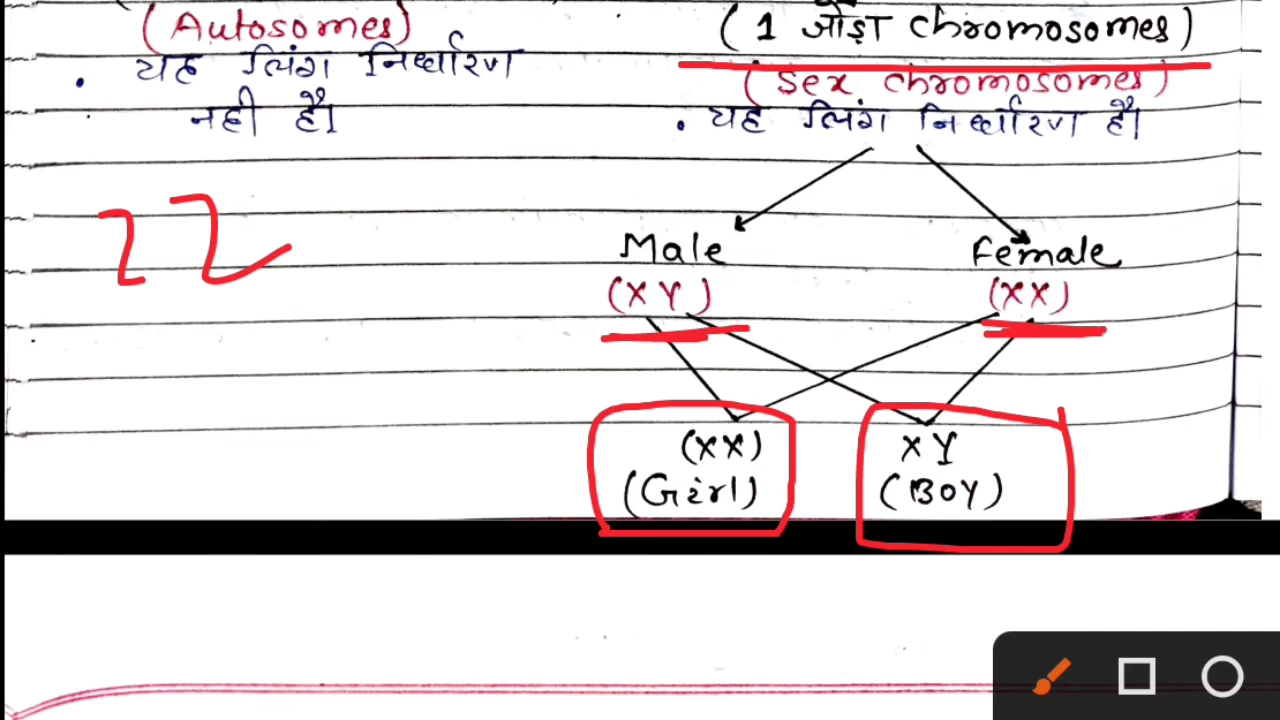 (Autosomes)
. यह लिंग निर्धारण
नही है।
. (1 जोड़ा chromosomes)
(Sex chromosomes)
. यह लिंग निर्धारण है।
22
Male
(XY)
Female
(XX)
(XX)
(Girl)
XY
(BOY)